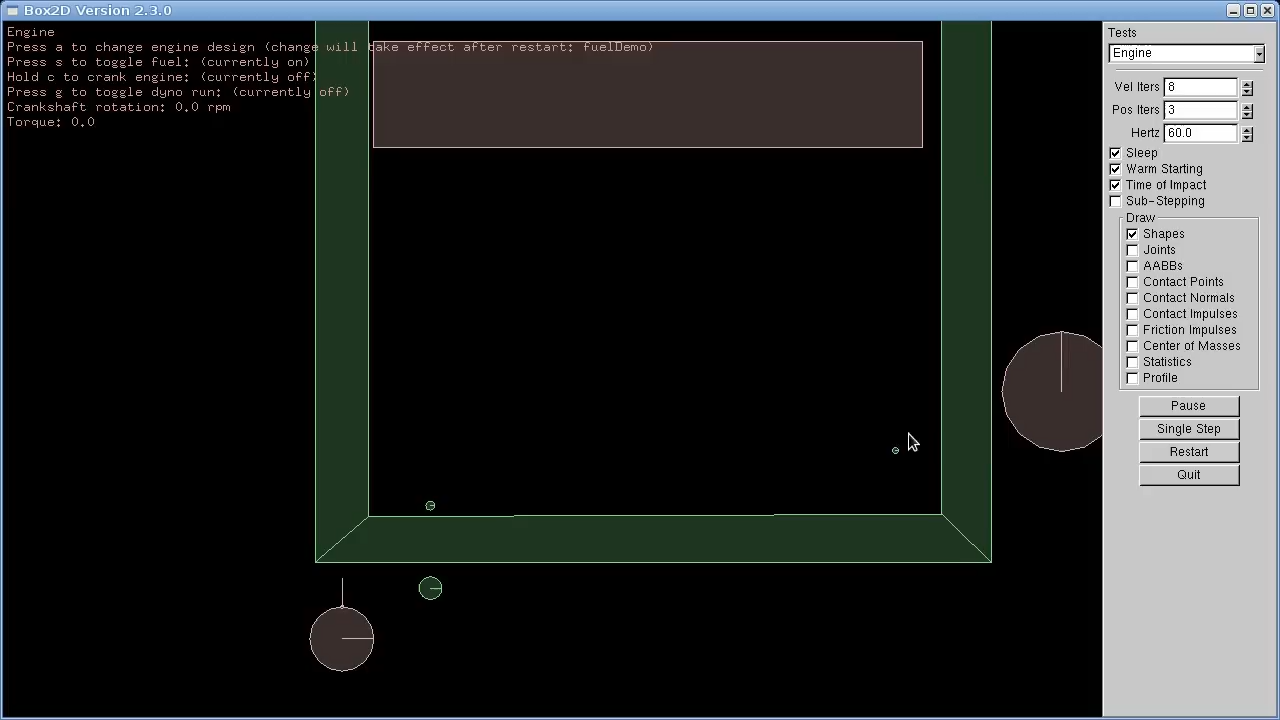 Box2D Version 2.3.0
Engine
Press a to change engine design (change will take effect after restart: fuelDemo)
Press s to toggle fuel: (currently on)
Hold c to crank engine: (currently off)
Press g to toggle dyno run: (currently off)
Crankshaft rotation: 0.0 rpm
Torque: 0.0
Tests
Engine
Vel Iters 8
Pos Iters 3
Hertz 60.0
Sleep
Warm Starting
Time of Impact
Sub-Stepping
Draw
Shapes
Joints
AABBs
Contact Points
Contact Normals
Contact Impulses
Friction Impulses
Center of Masses
Statistics
Profile
Pause
Single Step
Restart
Quit